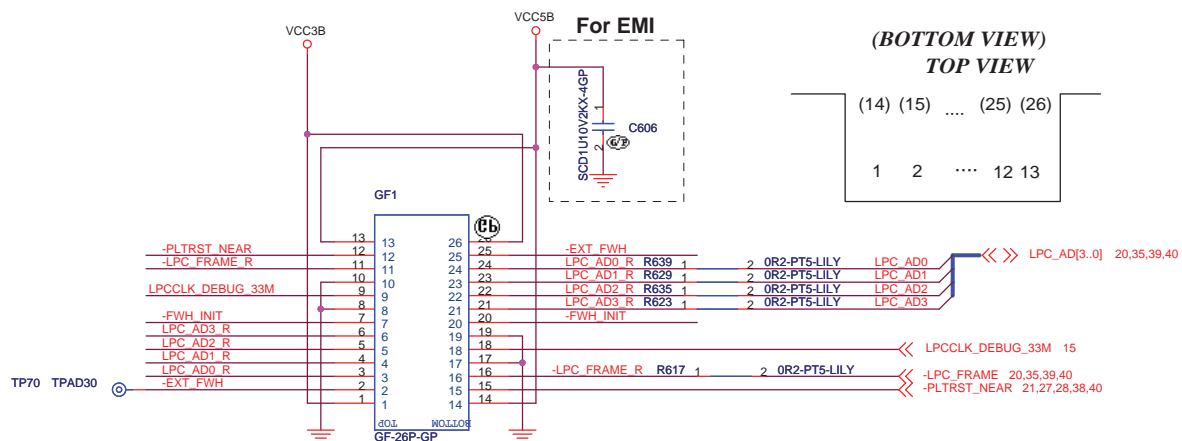 VCC3B
VCC5B
For EMI
SCD1U10V2KX-4GP
1
2
C606
G/P
(BOTTOM VIEW)
TOP VIEW
(14) (15) .... (25) (26)
1 2 .... 12 13
GF1
13 13 26
-PLTRST_NEAR 12 12 25 25 -EXT_FWH
-LPC_FRAME_R 11 11 24 24 LPC_AD0_R R639 1 2 0R2-PT5-LILY LPC_AD0
10 10 23 23 LPC_AD1_R R629 1 2 0R2-PT5-LILY LPC_AD1
LPCCLK_DEBUG_33M 9 9 22 22 LPC_AD2_R R635 1 2 0R2-PT5-LILY LPC_AD2
8 8 21 21 LPC_AD3_R R623 1 2 0R2-PT5-LILY LPC_AD3
LPC_AD[3..0] 20,35,39,40
-FWH_INIT 7 7 20 20 -FWH_INIT
LPC_AD3_R 6 6 19 19
LPC_AD2_R 5 5 18 18 LPCCLK_DEBUG_33M 15
LPC_AD1_R 4 4 17 17
LPC_AD0_R 3 3 16 16 -LPC_FRAME_R R617 1 2 0R2-PT5-LILY -LPC_FRAME 20,35,39,40
TP70 TPAD30 -EXT_FWH 2 2 15 15 -PLTRST_NEAR 21,27,28,38,40
1 1 14 14
TOP BOTTOM
GF-26P-GP